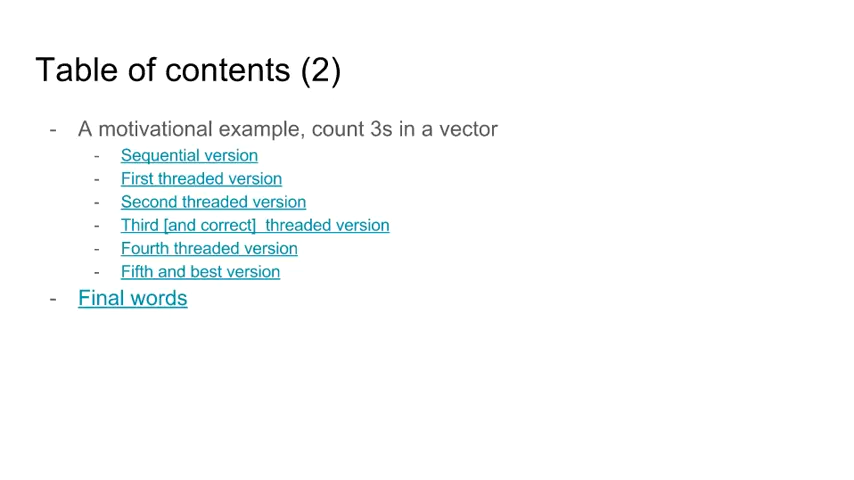 Table of contents (2)
- A motivational example, count 3s in a vector
- Sequential version
- First threaded version
- Second threaded version
- Third [and correct]  threaded version
- Fourth threaded version
- Fifth and best version
- Final words